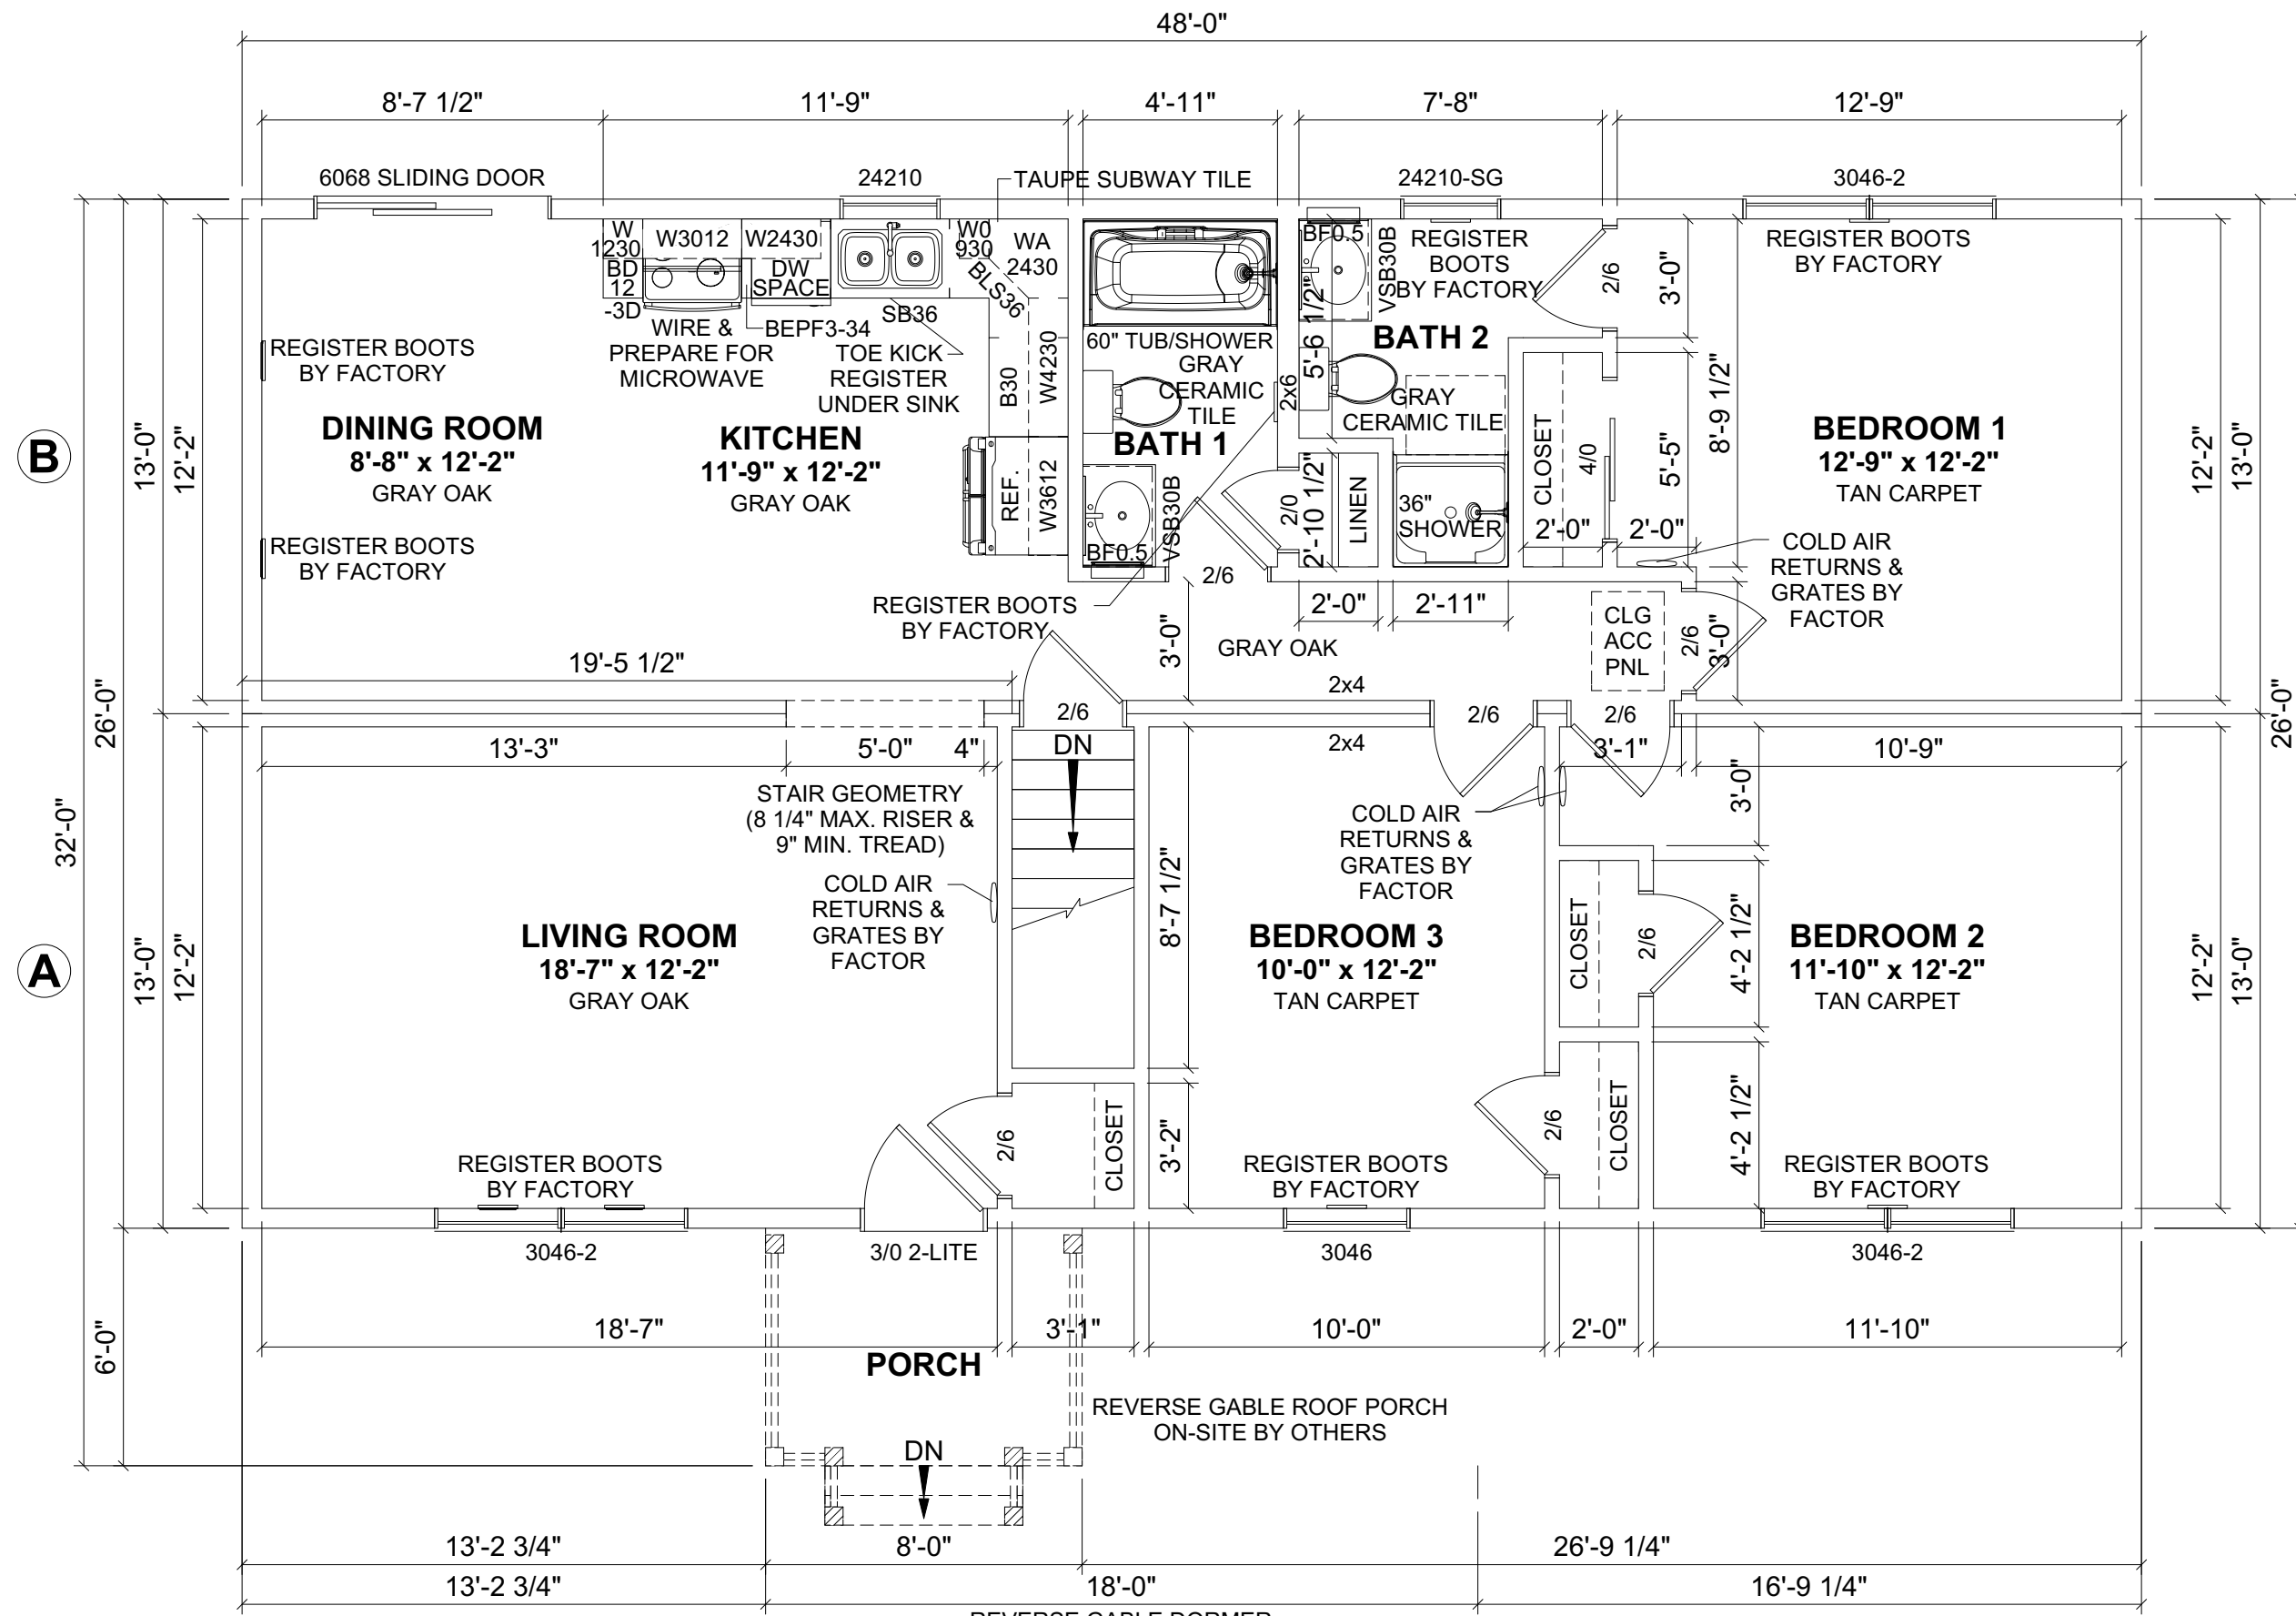 48'-0"
8'-7 1/2"
11'-9"
4'-11"
7'-8"
12'-9"
6068 SLIDING DOOR
24210
TAUPE SUBWAY TILE
24210-SG
3046-2
W
1230
W3012
W2430
W0
930
WA
2430
BD
12
-3D
DW
SPACE
BLS36
SB36
BEPF3-34
WIRE &
PREPARE FOR
MICROWAVE
TOE KICK
REGISTER
UNDER SINK
B30
W4230
REF.
W3612
REGISTER BOOTS
BY FACTORY
DINING ROOM
8'-8" x 12'-2"
GRAY OAK
REGISTER BOOTS
BY FACTORY
KITCHEN
11'-9" x 12'-2"
GRAY OAK
60" TUB/SHOWER
GRAY
CERAMIC
TILE
BATH 1
VSB30B
BF0.5
2x6
2/6
2/0
REGISTER BOOTS
BY FACTORY
BF0.5
VSB30B
REGISTER
BOOTS
BY FACTORY
BATH 2
5'-6 1/2"
GRAY
CERAMIC TILE
2'-10 1/2"
LINEN
36"
SHOWER
2/6
3'-0"
CLOSET
4/0
5'-5"
8'-9 1/2"
2'-0"
2'-0"
REGISTER BOOTS
BY FACTORY
BEDROOM 1
12'-9" x 12'-2"
TAN CARPET
COLD AIR
RETURNS &
GRATES BY
FACTOR
2'-0"
2'-11"
3'-0"
GRAY OAK
CLG
ACC
PNL
2/6
3'-0"
B
13'-0"
12'-2"
12'-2"
13'-0"
26'-0"
32'-0"
26'-0"
19'-5 1/2"
2x4
2/6
2/6
2/6
13'-3"
5'-0"
4"
DN
2x4
3'-1"
10'-9"
STAIR GEOMETRY
(8 1/4" MAX. RISER &
9" MIN. TREAD)
COLD AIR
RETURNS &
GRATES BY
FACTOR
COLD AIR
RETURNS &
GRATES BY
FACTOR
3'-0"
8'-7 1/2"
A
13'-0"
12'-2"
LIVING ROOM
18'-7" x 12'-2"
GRAY OAK
BEDROOM 3
10'-0" x 12'-2"
TAN CARPET
CLOSET
2/6
4'-2 1/2"
BEDROOM 2
11'-10" x 12'-2"
TAN CARPET
12'-2"
13'-0"
2/6
CLOSET
3'-2"
2/6
CLOSET
4'-2 1/2"
REGISTER BOOTS
BY FACTORY
REGISTER BOOTS
BY FACTORY
REGISTER BOOTS
BY FACTORY
3046-2
3/0 2-LITE
3046
3046-2
6'-0"
18'-7"
3'-1"
10'-0"
2'-0"
11'-10"
PORCH
REVERSE GABLE ROOF PORCH
ON-SITE BY OTHERS
DN
13'-2 3/4"
8'-0"
26'-9 1/4"
13'-2 3/4"
18'-0"
16'-9 1/4"
REVERSE GABLE DORMER